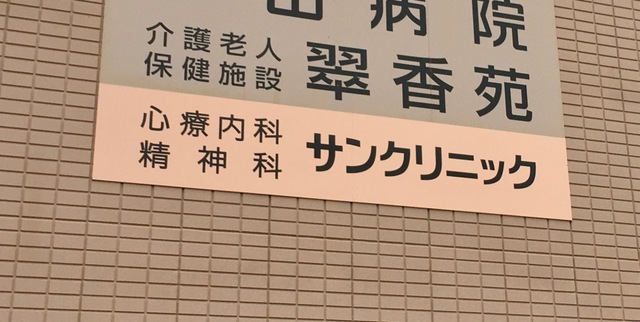 病院
介護老人
保健施設 翠香苑
心療内科
精神科 サンクリニック